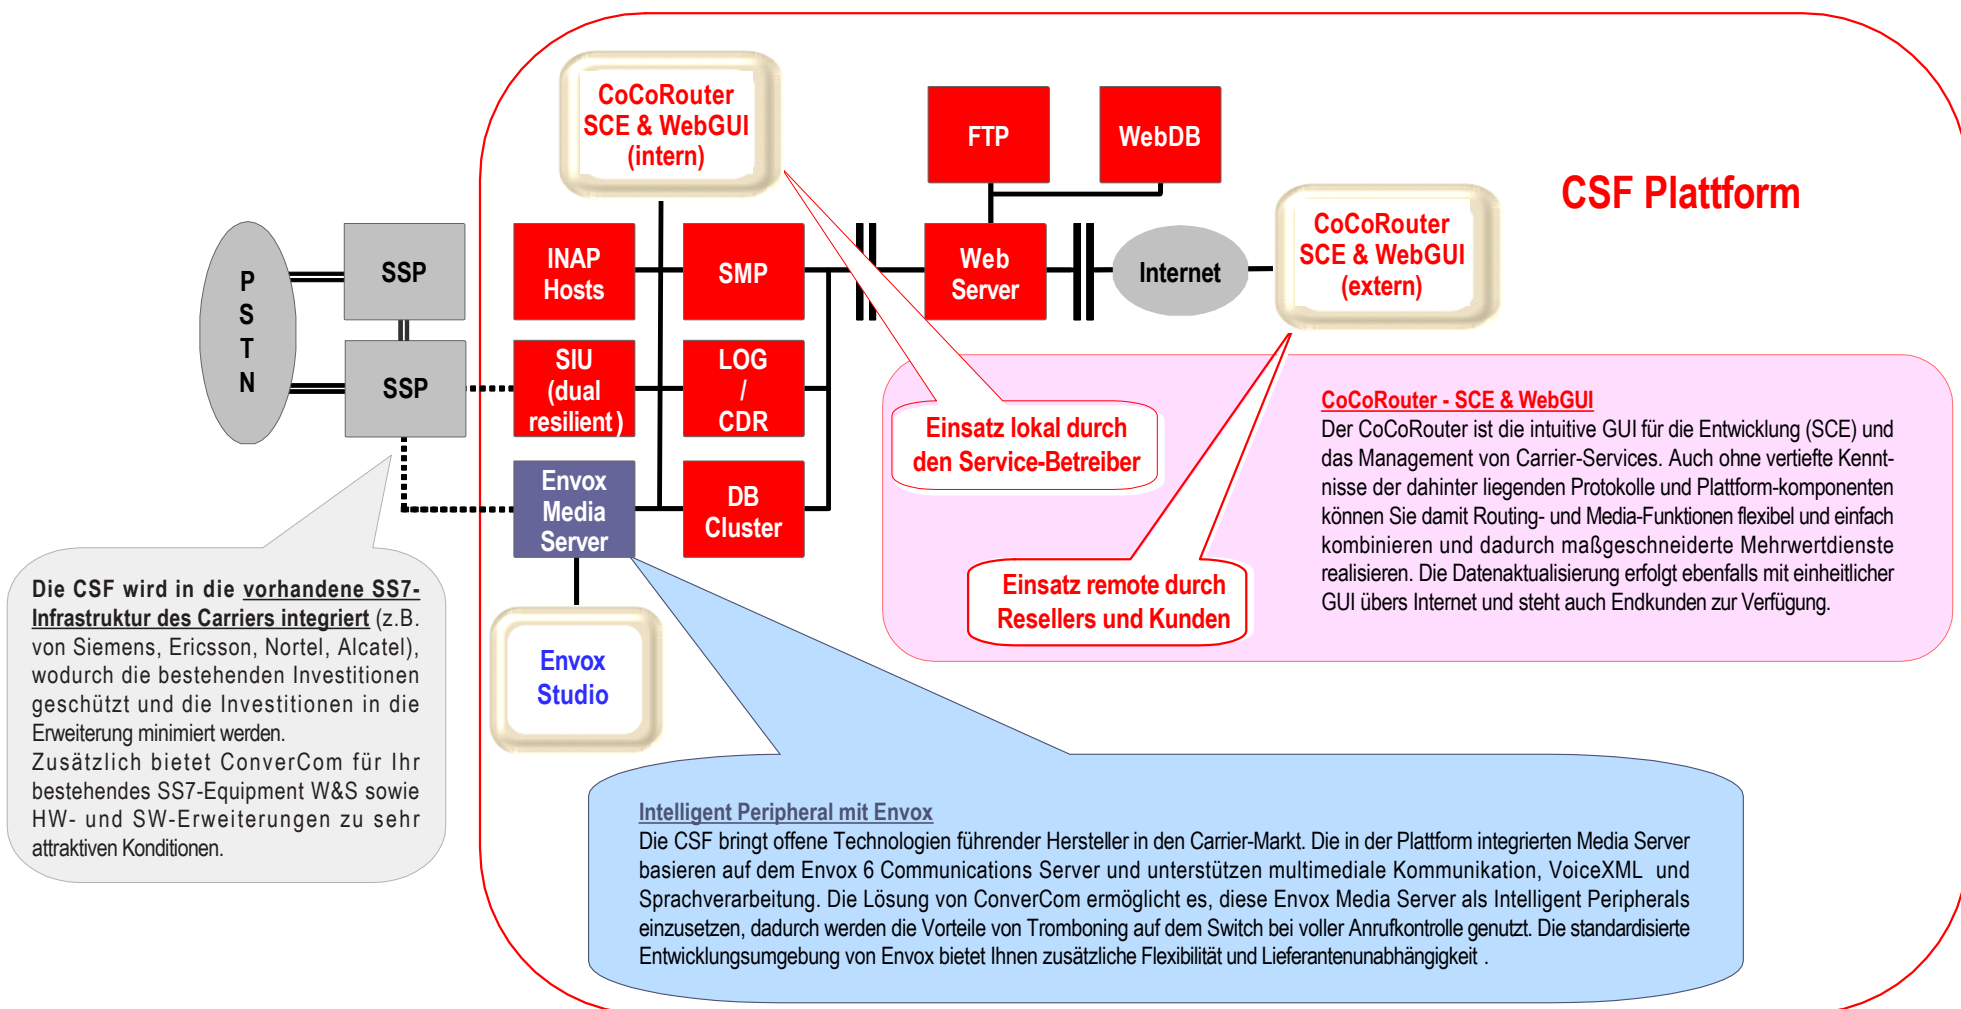 CoCoRouter
SCE & WebGUI
(intern)
FTP
WebDB
CSF Plattform
CoCoRouter
SCE & WebGUI
(extern)
P
S
T
N
SSP
SSP
INAP
Hosts
SMP
Web
Server
Internet
SIU
(dual
resilient)
LOG
/
CDR
Envox
Media
Server
DB
Cluster
Envox
Studio
Einsatz lokal durch
den Service-Betreiber
Einsatz remote durch
Resellers und Kunden
CoCoRouter - SCE & WebGUI
Der CoCoRouter ist die intuitive GUI für die Entwicklung (SCE) und
das Management von Carrier-Services. Auch ohne vertiefte Kennt-
nisse der dahinter liegenden Protokolle und Plattform-komponenten
können Sie damit Routing- und Media-Funktionen flexibel und einfach
kombinieren und dadurch maßgeschneiderte Mehrwertdienste
realisieren. Die Datenaktualisierung erfolgt ebenfalls mit einheitlicher
GUI übers Internet und steht auch Endkunden zur Verfügung.
Die CSF wird in die vorhandene SS7-
Infrastruktur des Carriers integriert (z.B.
von Siemens, Ericsson, Nortel, Alcatel),
wodurch die bestehenden Investitionen
geschützt und die Investitionen in die
Erweiterung minimiert werden.
Zusätzlich bietet ConverCom für Ihr
bestehendes SS7-Equipment W&S sowie
HW- und SW-Erweiterungen zu sehr
attraktiven Konditionen.
Intelligent Peripheral mit Envox
Die CSF bringt offene Technologien führender Hersteller in den Carrier-Markt. Die in der Plattform integrierten Media Server
basieren auf dem Envox 6 Communications Server und unterstützen multimediale Kommunikation, VoiceXML und
Sprachverarbeitung. Die Lösung von ConverCom ermöglicht es, diese Envox Media Server als Intelligent Peripherals
einzusetzen, dadurch werden die Vorteile von Tromboning auf dem Switch bei voller Anrufkontrolle genutzt. Die standardisierte
Entwicklungsumgebung von Envox bietet Ihnen zusätzliche Flexibilität und Lieferantenunabhängigkeit .